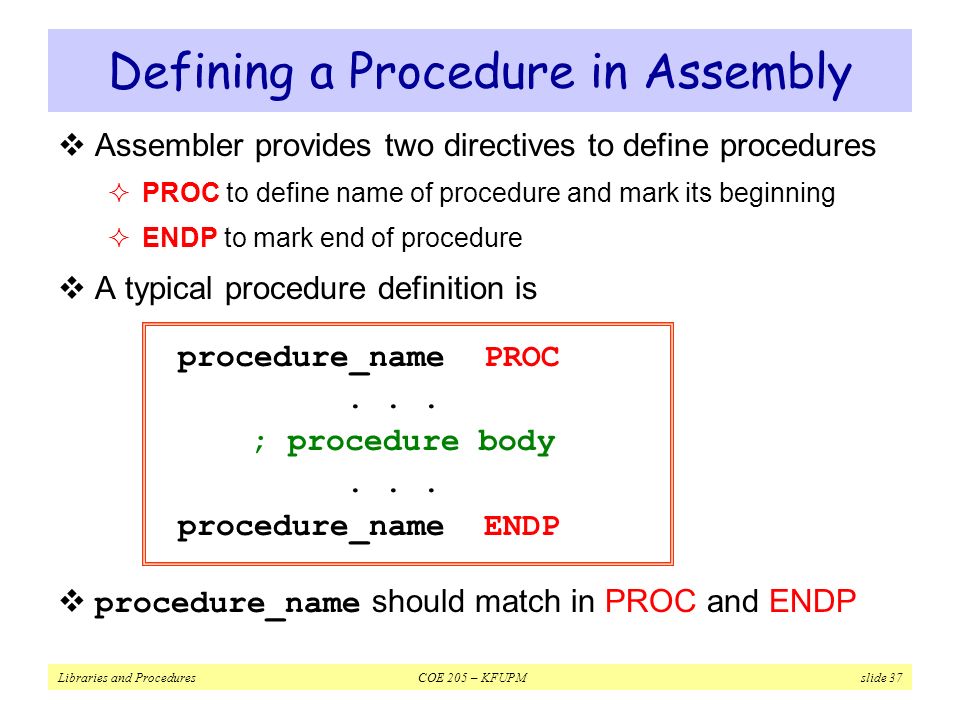 Defining a Procedure in Assembly
Assembler provides two directives to define procedures
PROC to define name of procedure and mark its beginning
ENDP to mark end of procedure
A typical procedure definition is
procedure_name PROC
. . .
; procedure body
. . .
procedure_name ENDP
procedure_name should match in PROC and ENDP
Libraries and Procedures COE 205 – KFUPM slide 37